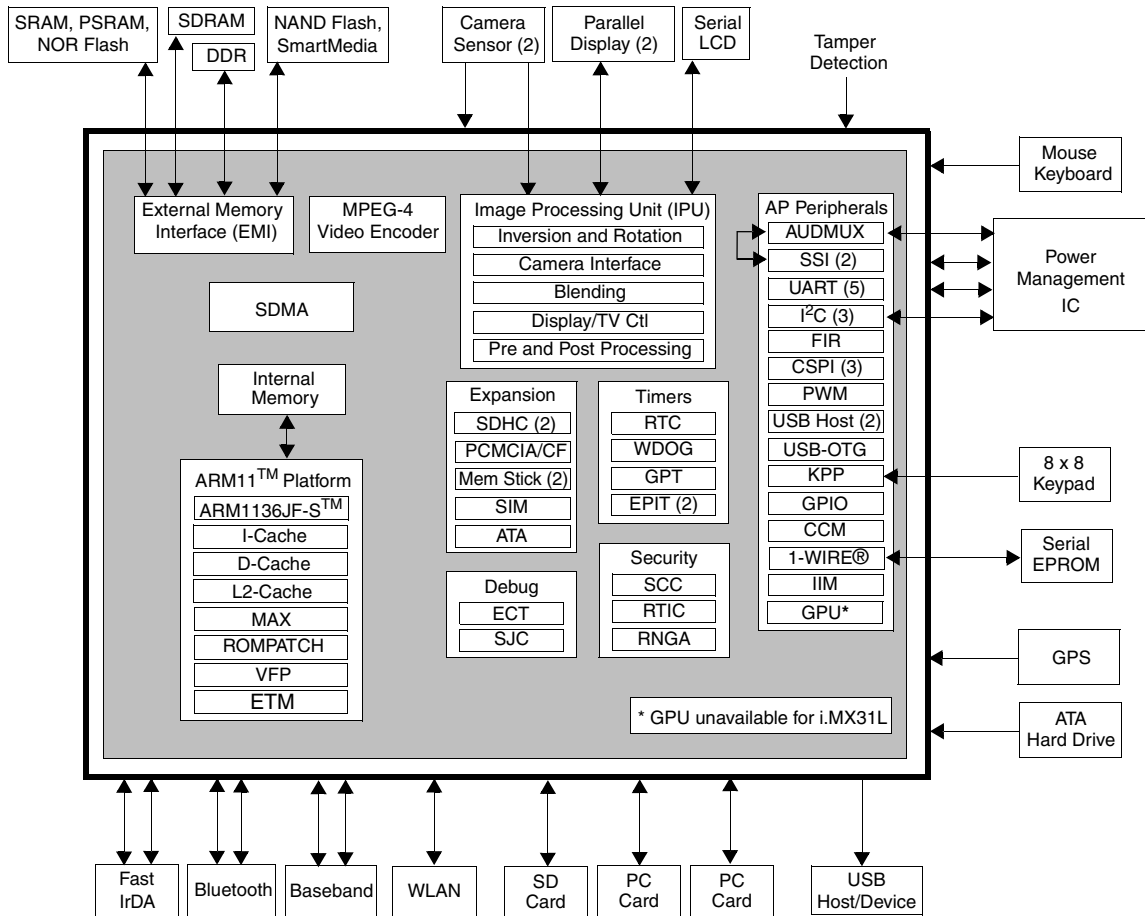 SRAM, PSRAM,
NOR Flash
SDRAM
DDR
NAND Flash,
SmartMedia
Camera
Sensor (2)
Parallel
Display (2)
Serial
LCD
Tamper
Detection
External Memory
Interface (EMI)
MPEG-4
Video Encoder
SDMA
Internal
Memory
ARM11™ Platform
ARM1136JF-S™
I-Cache
D-Cache
L2-Cache
MAX
ROMPATCH
VFP
ETM
Image Processing Unit (IPU)
Inversion and Rotation
Camera Interface
Blending
Display/TV Ctl
Pre and Post Processing
Expansion
SDHC (2)
PCMCIA/CF
Mem Stick (2)
SIM
ATA
Timers
RTC
WDOG
GPT
EPIT (2)
Debug
ECT
SJC
Security
SCC
RTIC
RNGA
AP Peripherals
AUDMUX
SSI (2)
UART (5)
I²C (3)
FIR
CSPI (3)
PWM
USB Host (2)
USB-OTG
KPP
GPIO
CCM
1-WIRE®
IIM
GPU*
* GPU unavailable for i.MX31L
Mouse
Keyboard
Power
Management
IC
8 x 8
Keypad
Serial
EPROM
GPS
ATA
Hard Drive
Fast
IrDA
Bluetooth
Baseband
WLAN
SD
Card
PC
Card
PC
Card
USB
Host/Device